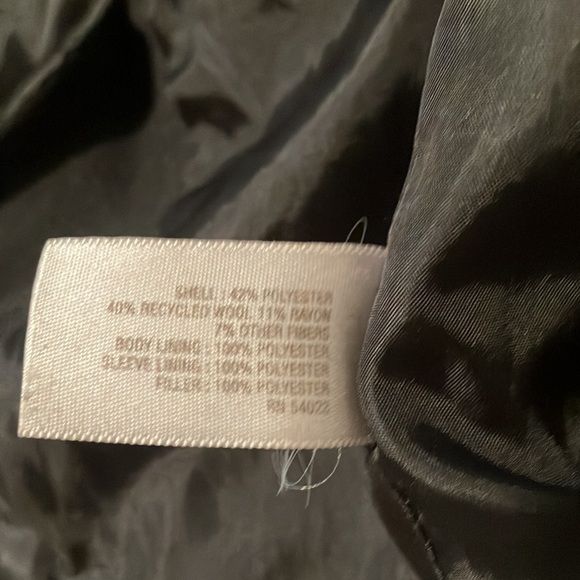 SHELL : 42% POLYESTER
40% RECYCLED WOOL 11% RAYON
7% OTHER FIBERS
BODY LINING : 100% POLYESTER
SLEEVE LINING : 100% POLYESTER
FILLER : 100% POLYESTER
RN 54023